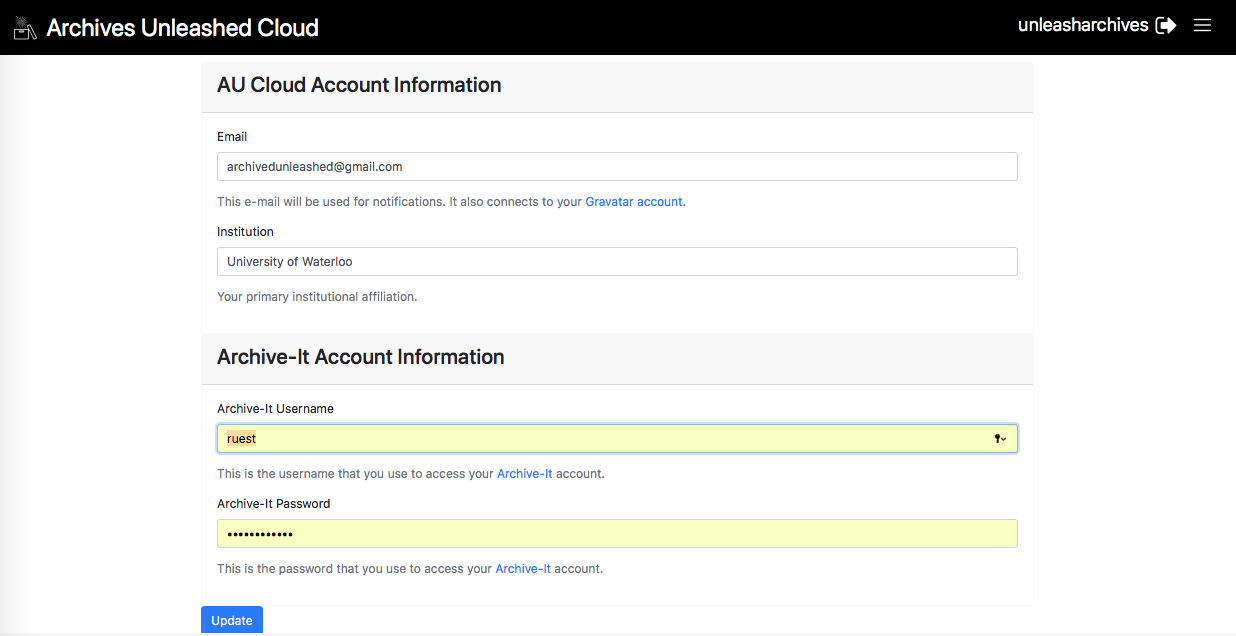 Archives Unleashed Cloud
unleasharchives
AU Cloud Account Information
Email
archivedunleashed@gmail.com
This e-mail will be used for notifications. It also connects to your Gravatar account.
Institution
University of Waterloo
Your primary institutional affiliation.
Archive-It Account Information
Archive-It Username
ruest
This is the username that you use to access your Archive-It account.
Archive-It Password
••••••••••••
This is the password that you use to access your Archive-It account.
Update